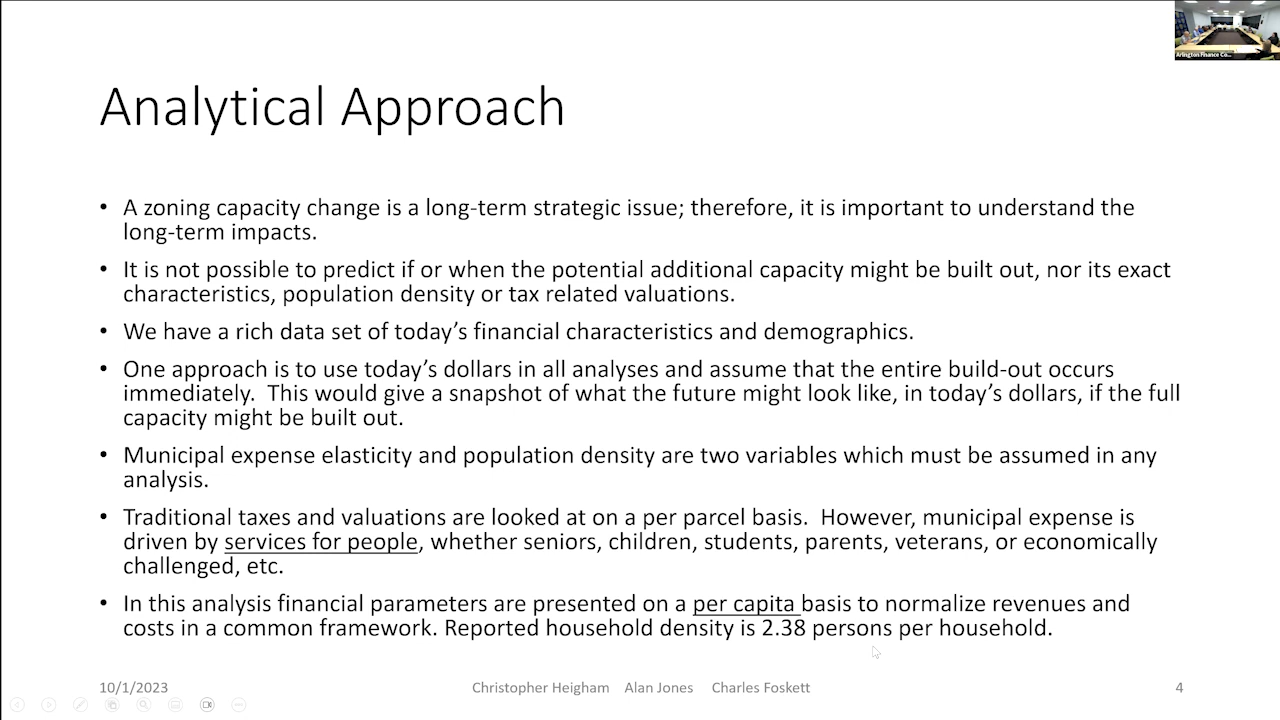 Arlington Finance Co...
Analytical Approach
• A zoning capacity change is a long-term strategic issue; therefore, it is important to understand the
long-term impacts.
• It is not possible to predict if or when the potential additional capacity might be built out, nor its exact
characteristics, population density or tax related valuations.
• We have a rich data set of today’s financial characteristics and demographics.
• One approach is to use today’s dollars in all analyses and assume that the entire build-out occurs
immediately.  This would give a snapshot of what the future might look like, in today’s dollars, if the full
capacity might be built out.
• Municipal expense elasticity and population density are two variables which must be assumed in any
analysis.
• Traditional taxes and valuations are looked at on a per parcel basis.  However, municipal expense is
driven by services for people, whether seniors, children, students, parents, veterans, or economically
challenged, etc.
• In this analysis financial parameters are presented on a per capita basis to normalize revenues and
costs in a common framework. Reported household density is 2.38 persons per household.
10/1/2023
Christopher Heigham    Alan Jones    Charles Foskett
4